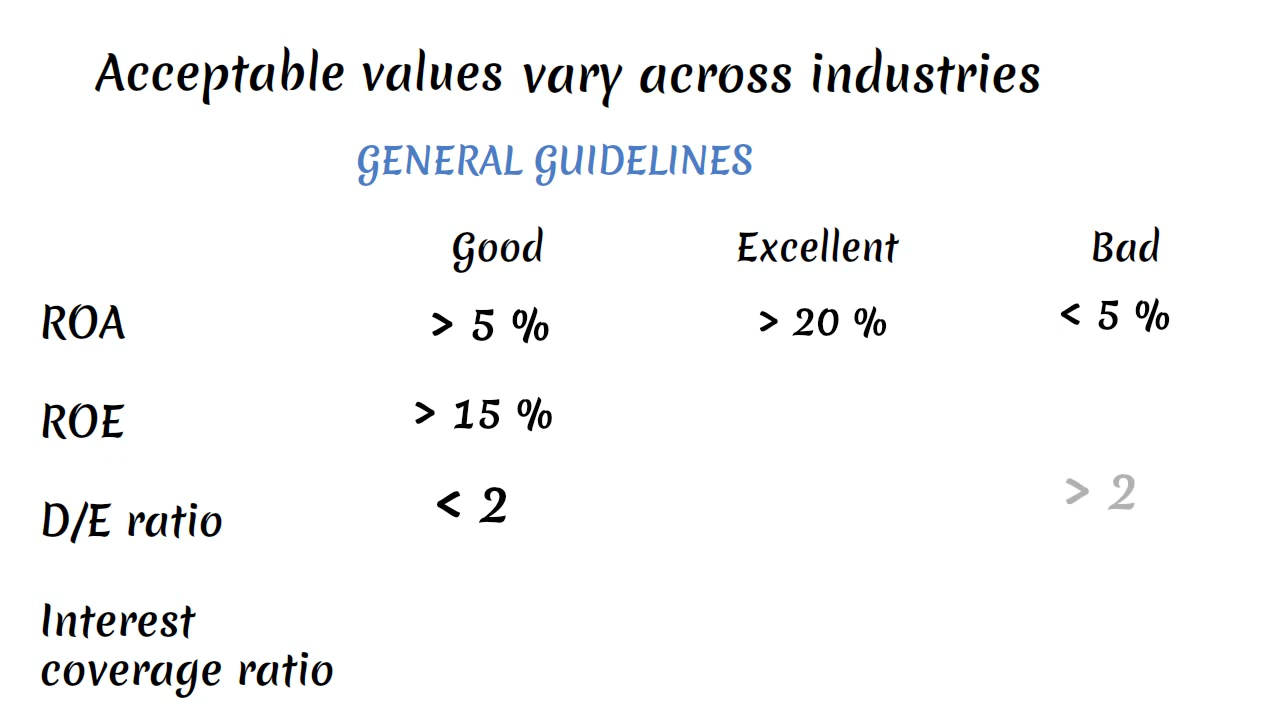 Acceptable values vary across industries
GENERAL GUIDELINES
Good Excellent Bad
ROA > 5 % > 20 % < 5 %
ROE > 15 %
D/E ratio < 2 > 2
Interest
coverage ratio